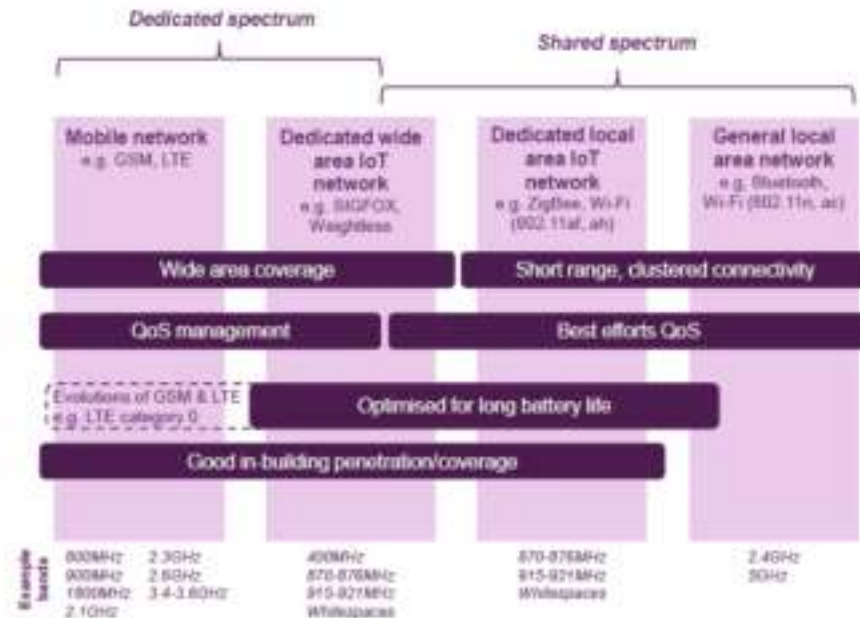 Dedicated spectrum
Shared spectrum
Mobile network
e.g. GSM, LTE
Dedicated wide
area IoT
network
e.g. SIGFOX,
Weightless
Dedicated local
area IoT
network
e.g. ZigBee, Wi-Fi
(802.11af, ah)
General local
area network
e.g. Bluetooth,
Wi-Fi (802.11n, ac)
Wide area coverage
Short range, clustered connectivity
QoS management
Best efforts QoS
Evolutions of GSM & LTE
e.g. LTE category 0
Optimised for long battery life
Good in-building penetration/coverage
Example
bands
800MHz 2.3GHz
900MHz 2.6GHz
1800MHz 3.4-3.6GHz
2.1GHz
400MHz
870-876MHz
915-921MHz
Whitespaces
870-876MHz
915-921MHz
Whitespaces
2.4GHz
5GHz